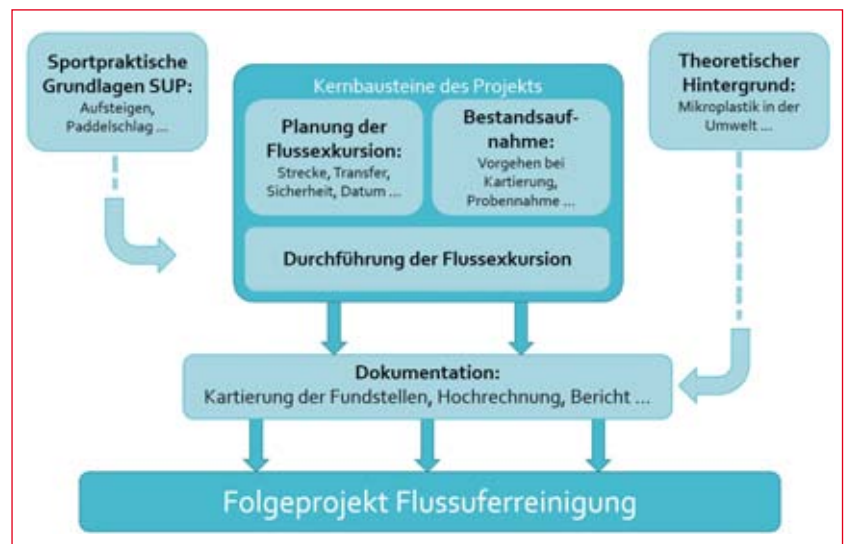 Sportpraktische
Grundlagen SUP:
Aufsteigen,
Paddelschlag ...
Kernbausteine des Projekts
Planung der
Flussexkursion:
Strecke, Transfer,
Sicherheit, Datum ...
Bestandsauf-
nahme:
Vorgehen bei
Kartierung,
Probennahme ...
Durchführung der Flussexkursion
Theoretischer
Hintergrund:
Mikroplastik in der
Umwelt ...
Dokumentation:
Kartierung der Fundstellen, Hochrechnung, Bericht ...
Folgeprojekt Flussuferreinigung